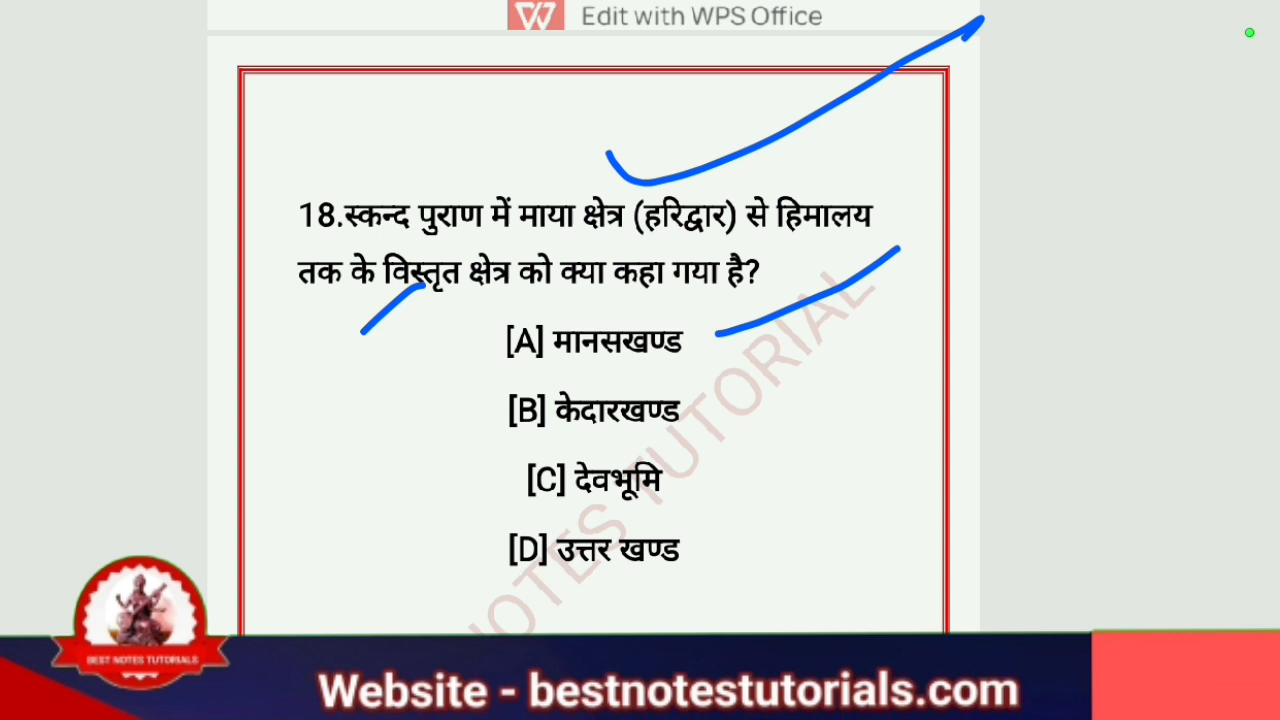 Edit with WPS Office
18.स्कन्द पुराण में माया क्षेत्र (हरिद्वार) से हिमालय
तक के विस्तृत क्षेत्र को क्या कहा गया है?
[A] मानसखण्ड
[B] केदारखण्ड
[C] देवभूमि
[D] उत्तर खण्ड
NOTES TUTORIAL
BEST NOTES TUTORIALS
Website - bestnotestutorials.com